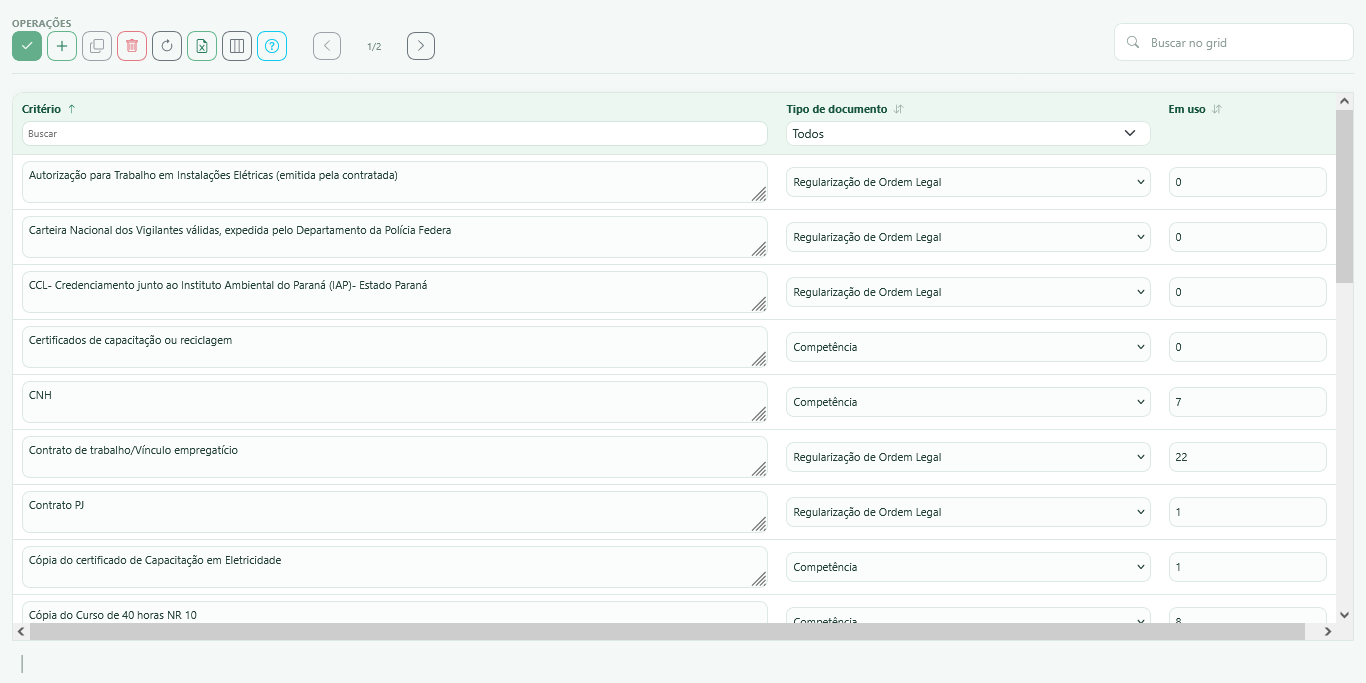 OPERAÇÕES
1/2
Buscar no grid
Critério Tipo de documento Em uso
Buscar Todos
Autorização para Trabalho em Instalações Elétricas (emitida pela contratada) Regularização de Ordem Legal 0
Carteira Nacional dos Vigilantes válidas, expedida pelo Departamento da Polícia Federa Regularização de Ordem Legal 0
CCL- Credenciamento junto ao Instituto Ambiental do Paraná (IAP)- Estado Paraná Regularização de Ordem Legal 0
Certificados de capacitação ou reciclagem Competência 0
CNH Competência 7
Contrato de trabalho/Vínculo empregatício Regularização de Ordem Legal 22
Contrato PJ Regularização de Ordem Legal 1
Cópia do certificado de Capacitação em Eletricidade Competência 1
Cópia do Curso de 40 horas NR 10 Competência 8